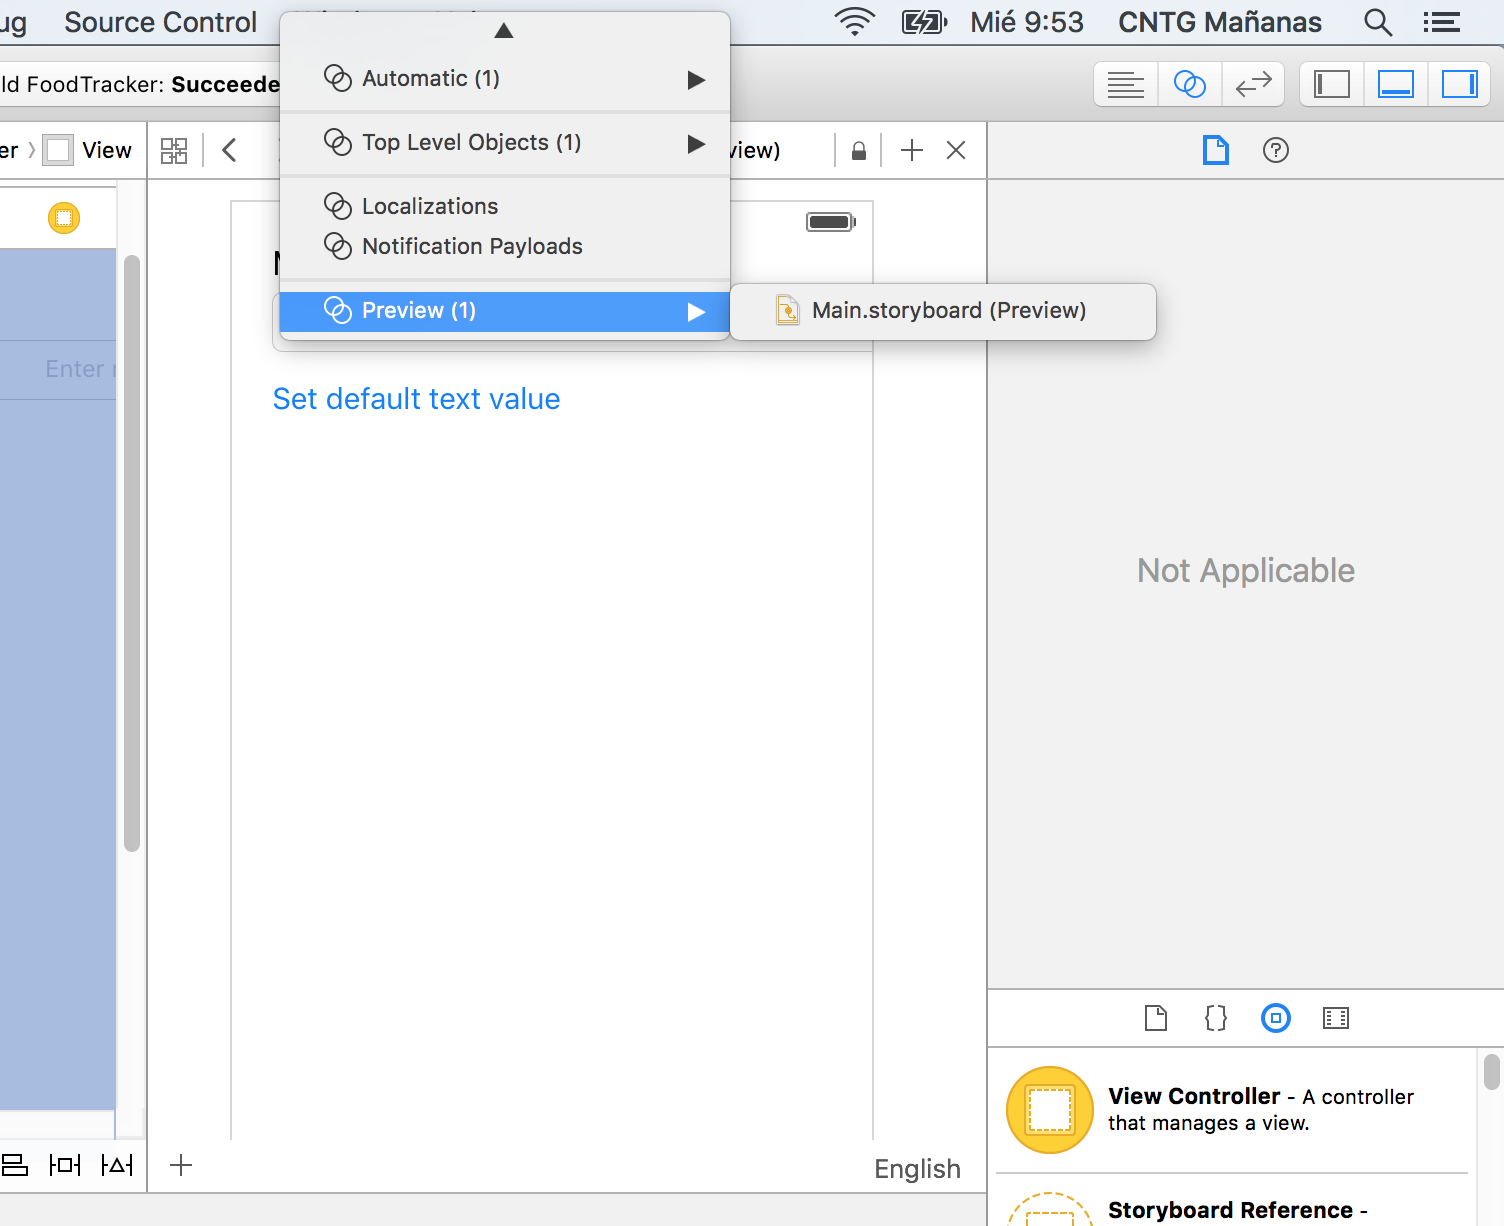 ug Source Control
Mié 9:53 CNTG Mañanas
ld FoodTracker: Succeede
er View
view)
Automatic (1)
Top Level Objects (1)
Localizations
Notification Payloads
Preview (1)
Main.storyboard (Preview)
Enter
Set default text value
Not Applicable
English
View Controller - A controller
that manages a view.
Storyboard Reference -